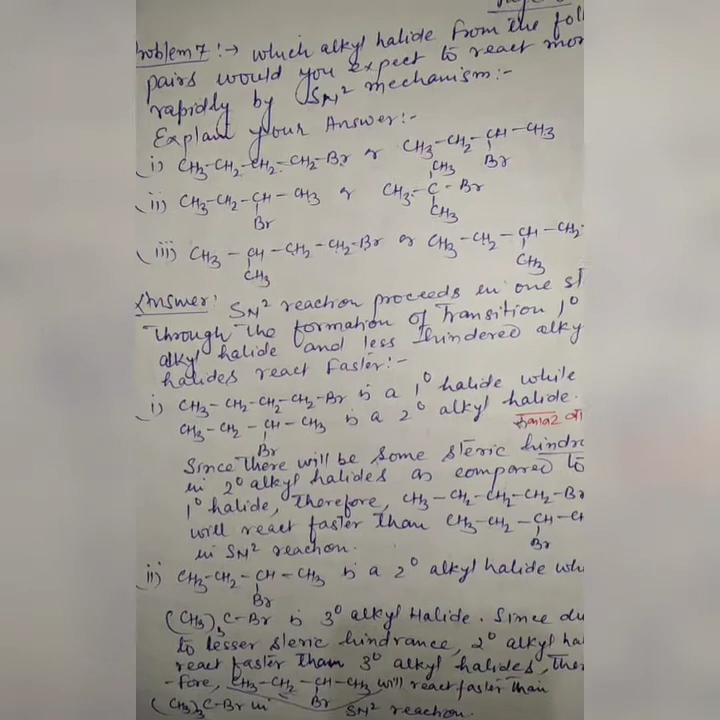 roblem 7 :→ which alkyl halide from the fol
pairs would you expect to react mor
rapidly by SN² mechanism:-
Explain your Answer:-
i) CH3-CH2-CH2-CH2-Br or CH3-CH2-CH-CH3
Br
ii) CH3-CH2-CH-CH3 or CH3-C-Br
Br
CH3
CH3
iii) CH3-CH-CH2-CH2-Br or CH3-CH2-CH-CH2-
CH3
CH3
Answer: SN² reaction proceeds in one st
Through the formation of Transition, 1°
alkyl halide and less hindered alky
halides react Faster:-
i) CH3-CH2-CH2-CH2-Br is a 1° halide while
CH3-CH2-CH-CH3 is a 2° alkyl halide.
Br
Since there will be some steric hindra
in 2° alkyl halides as compared to
1° halide, Therefore, CH3-CH2-CH2-CH2-Br
will react faster than CH3-CH2-CH-CH
Br
in SN² reaction.
ii) CH3-CH2-CH-CH3 is a 2° alkyl halide whi
Br
(CH3)3C-Br is 3° alkyl Halide. Since du
to lesser steric hindrance, 2° alkyl ha
react faster than 3° alkyl halides, Ther
-fore, CH3-CH2-CH-CH3 will react faster than
Br
(CH3)3C-Br in SN² reaction.